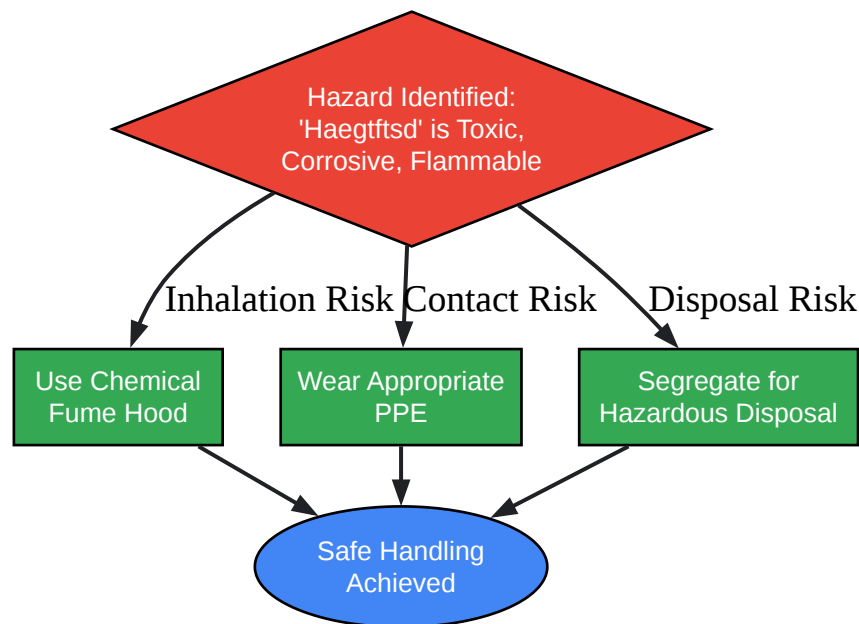 Hazard Identified:
'Haegtftsd' is Toxic,
Corrosive, Flammable
Inhalation Risk
Contact Risk
Disposal Risk
Use Chemical
Fume Hood
Wear Appropriate
PPE
Segregate for
Hazardous Disposal
Safe Handling
Achieved